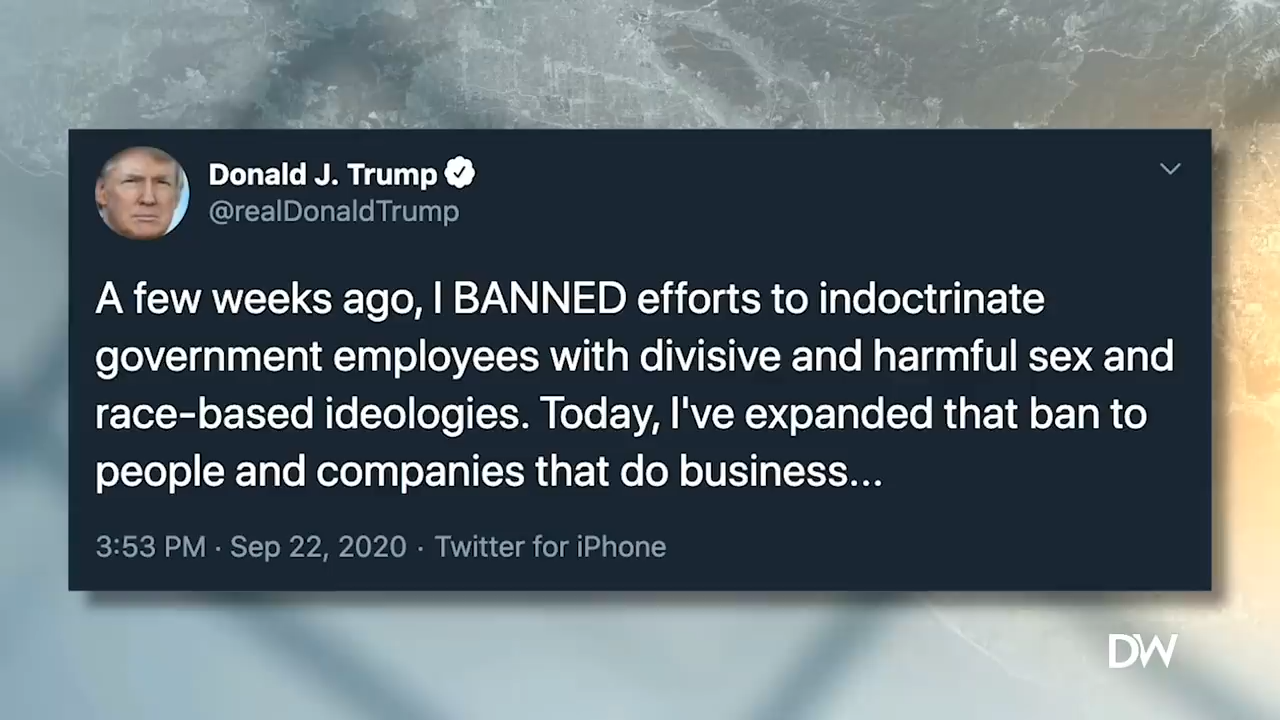 Donald J. Trump
@realDonaldTrump
A few weeks ago, I BANNED efforts to indoctrinate
government employees with divisive and harmful sex and
race-based ideologies. Today, I've expanded that ban to
people and companies that do business...
3:53 PM · Sep 22, 2020 · Twitter for iPhone
DW